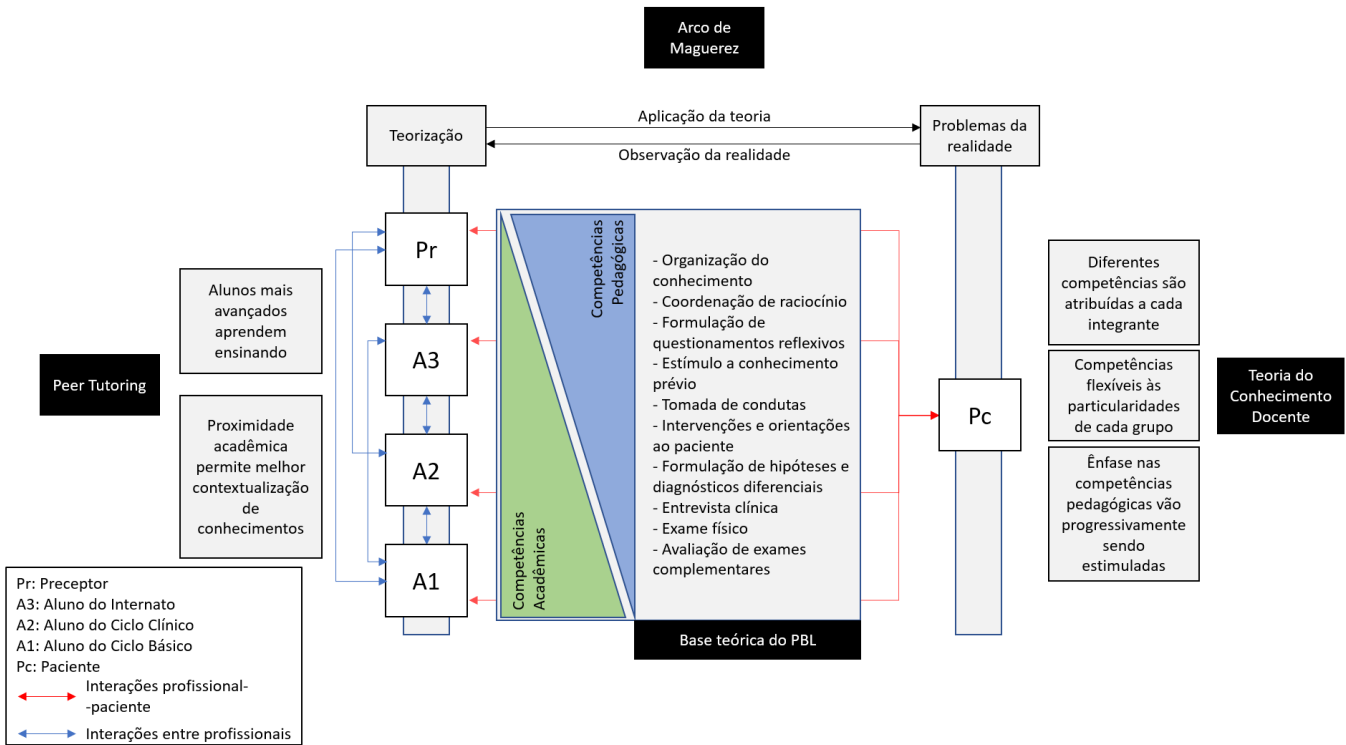 Arco de
Maguerez
Teorização
Aplicação da teoria
Observação da realidade
Problemas da
realidade
Peer Tutoring
Alunos mais
avançados
aprendem
ensinando
Proximidade
acadêmica
permite melhor
contextualização
de
conhecimentos
Pr
A3
A2
A1
Competências
Pedagógicas
Competências
Acadêmicas
- Organização do
conhecimento
- Coordenação de raciocínio
- Formulação de
questionamentos reflexivos
- Estímulo a conhecimento
prévio
- Tomada de condutas
- Intervenções e orientações
ao paciente
- Formulação de hipóteses e
diagnósticos diferenciais
- Entrevista clínica
- Exame físico
- Avaliação de exames
complementares
Base teórica do PBL
Pc
Diferentes
competências são
atribuídas a cada
integrante
Competências
flexíveis às
particularidades
de cada grupo
Ênfase nas
competências
pedagógicas vão
progressivamente
sendo
estimuladas
Teoria do
Conhecimento
Docente
Pr: Preceptor
A3: Aluno do Internato
A2: Aluno do Ciclo Clínico
A1: Aluno do Ciclo Básico
Pc: Paciente
Interações profissional-
-paciente
Interações entre profissionais